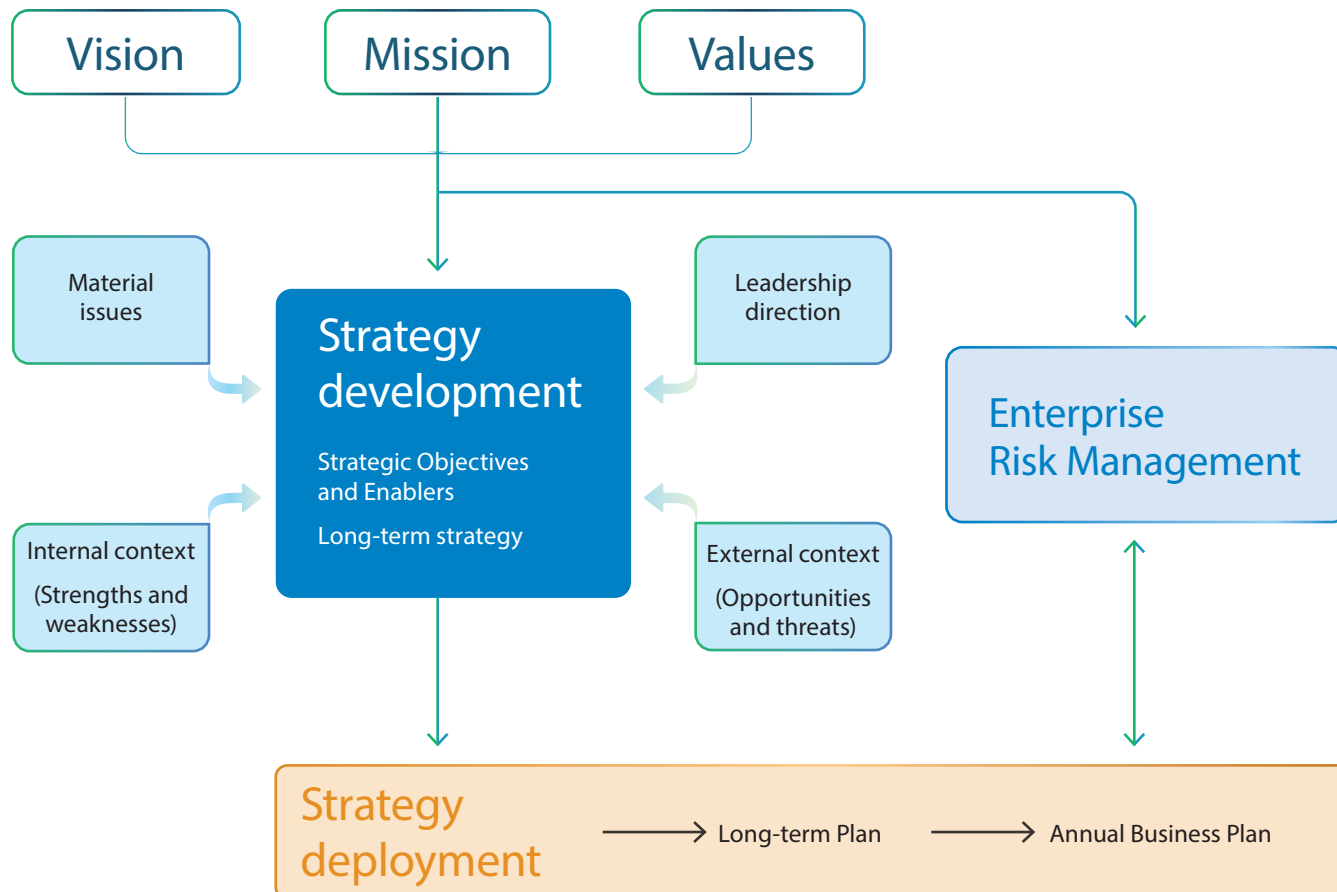 Vision
Mission
Values
Material
issues
Leadership
direction
Strategy
development
Strategic Objectives
and Enablers
Long-term strategy
Enterprise
Risk Management
Internal context
(Strengths and
weaknesses)
External context
(Opportunities
and threats)
Strategy
deployment
Long-term Plan
Annual Business Plan